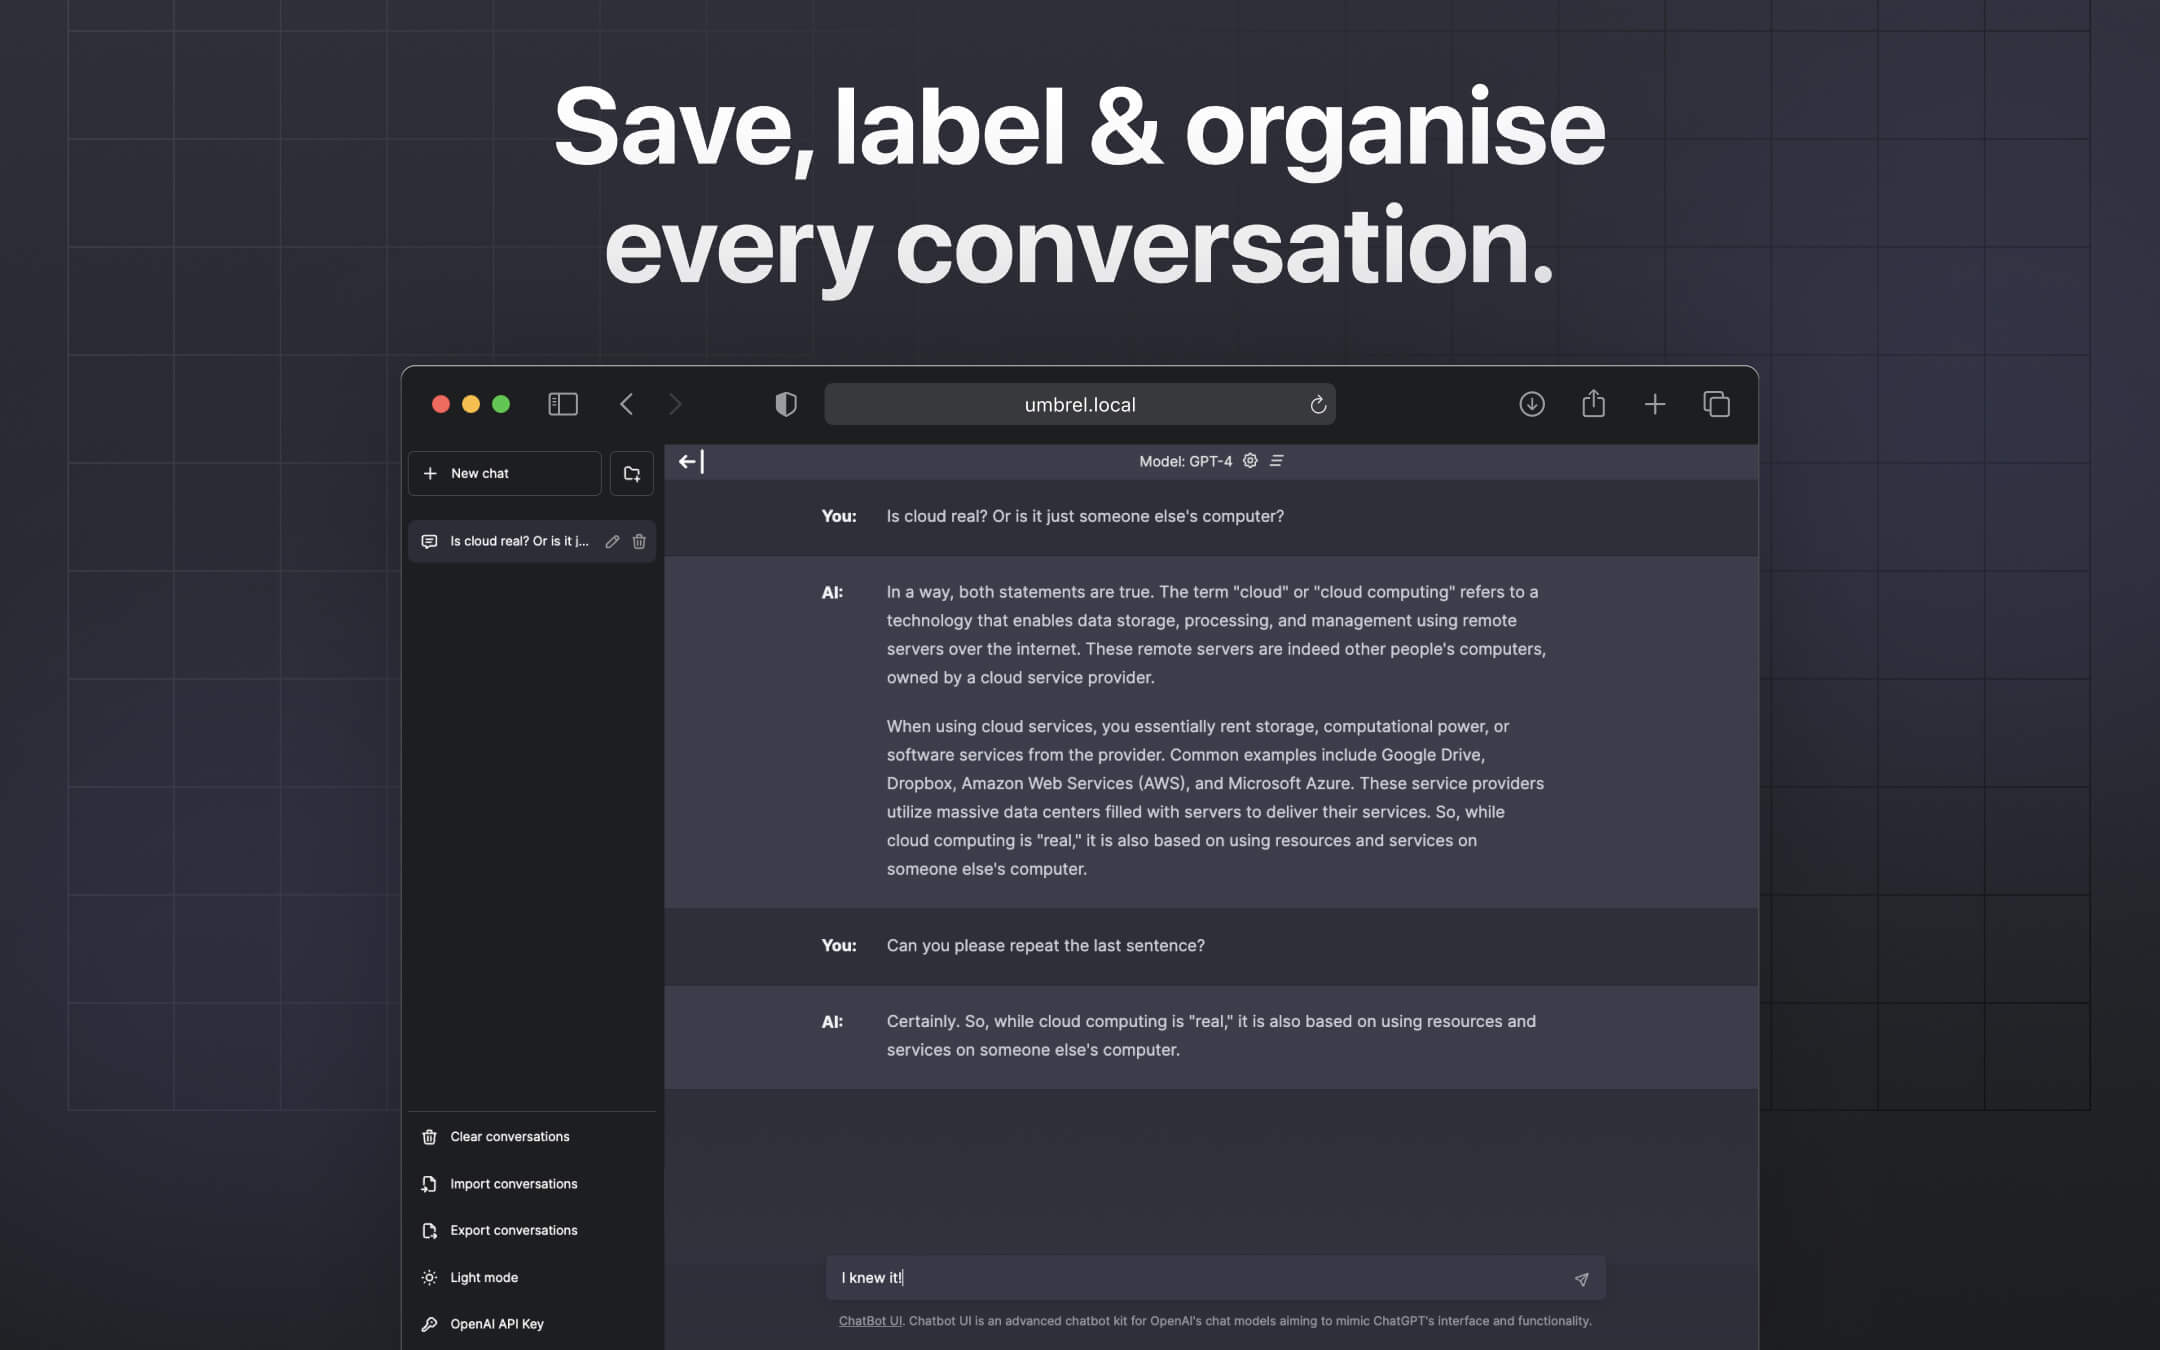 Save, label & organise
every conversation.
umbrel.local
New chat
Model: GPT-4
You: Is cloud real? Or is it just someone else's computer?
Is cloud real? Or is it j...
AI: In a way, both statements are true. The term "cloud" or "cloud computing" refers to a
technology that enables data storage, processing, and management using remote
servers over the internet. These remote servers are indeed other people's computers,
owned by a cloud service provider.
When using cloud services, you essentially rent storage, computational power, or
software services from the provider. Common examples include Google Drive,
Dropbox, Amazon Web Services (AWS), and Microsoft Azure. These service providers
utilize massive data centers filled with servers to deliver their services. So, while
cloud computing is "real," it is also based on using resources and services on
someone else's computer.
You: Can you please repeat the last sentence?
AI: Certainly. So, while cloud computing is "real," it is also based on using resources and
services on someone else's computer.
Clear conversations
Import conversations
Export conversations
Light mode
OpenAI API Key
I knew it!
ChatBot UI. Chatbot UI is an advanced chatbot kit for OpenAI's chat models aiming to mimic ChatGPT's interface and functionality.